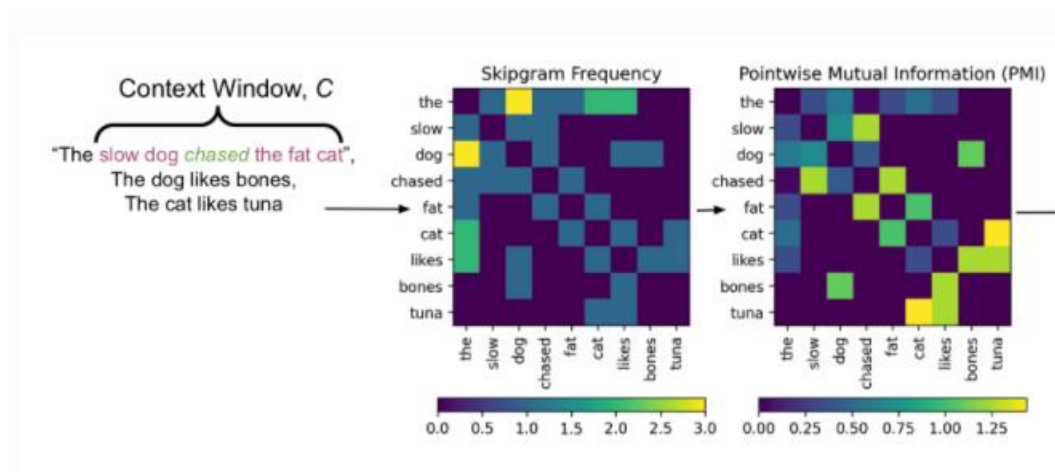 Context Window, C
“The slow dog chased the fat cat”,
The dog likes bones,
The cat likes tuna
Skipgram Frequency
the
slow
dog
chased
fat
cat
likes
bones
tuna
the
slow
dog
chased
fat
cat
likes
bones
tuna
0.0 0.5 1.0 1.5 2.0 2.5 3.0
Pointwise Mutual Information (PMI)
the
slow
dog
chased
fat
cat
likes
bones
tuna
the
slow
dog
chased
fat
cat
likes
bones
tuna
0.00 0.25 0.50 0.75 1.00 1.25